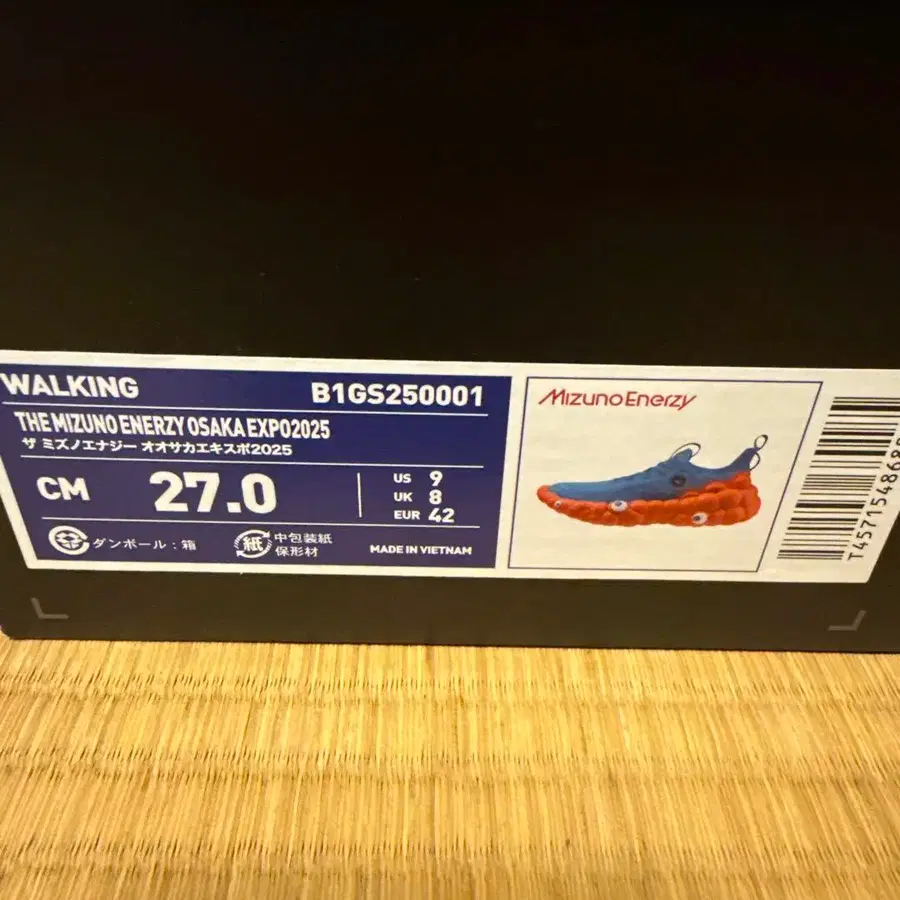 WALKING
B1GS250001
THE MIZUNO ENERZY OSAKA EXPO2025
ザ ミズノエナジー オオサカエキスポ2025
CM
27.0
US 9
UK 8
EUR 42
ダンボール：箱
紙
中包装紙
保形材
MADE IN VIETNAM
Mizuno Enerzy